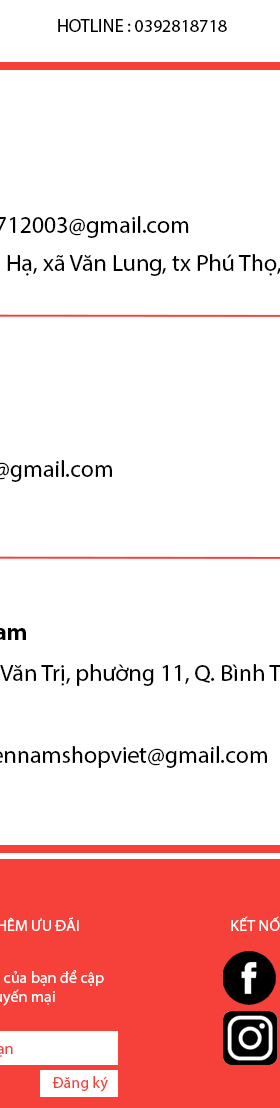 HOTLINE : 0392818718
712003@gmail.com
Hạ, xã Văn Lung, tx Phú Thọ,
@gmail.com
am
Văn Trị, phường 11, Q. Bình T
ennamshopviet@gmail.com
HÊM ƯU ĐÃI
KẾT NỐ
của bạn để cập
uyến mại
ạn
Đăng ký